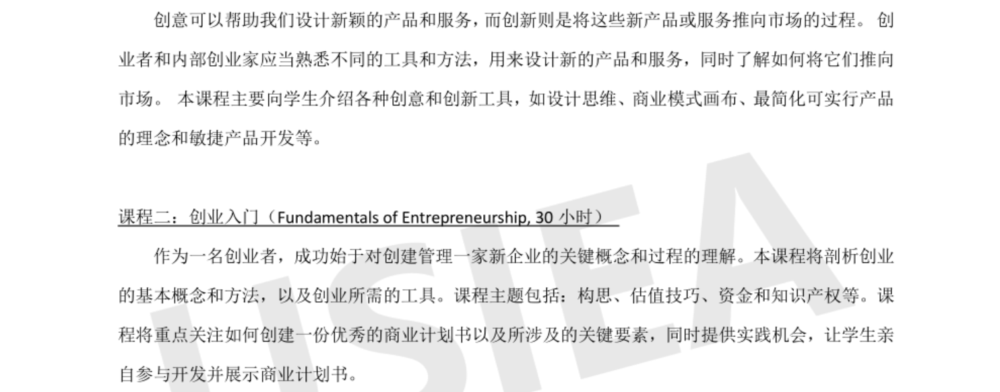 创意可以帮助我们设计新颖的产品和服务，而创新则是将这些新产品或服务推向市场的过程。 创
业者和内部创业家应当熟悉不同的工具和方法，用来设计新的产品和服务，同时了解如何将它们推向
市场。 本课程主要向学生介绍各种创意和创新工具，如设计思维、商业模式画布、最简化可实行产品
的理念和敏捷产品开发等。
课程二：创业入门（Fundamentals of Entrepreneurship, 30 小时）
作为一名创业者，成功始于对创建管理一家新企业的关键概念和过程的理解。本课程将剖析创业
的基本概念和方法，以及创业所需的工具。课程主题包括：构思、估值技巧、资金和知识产权等。课
程将重点关注如何创建一份优秀的商业计划书以及所涉及的关键要素，同时提供实践机会，让学生亲
自参与开发并展示商业计划书。
USIEA